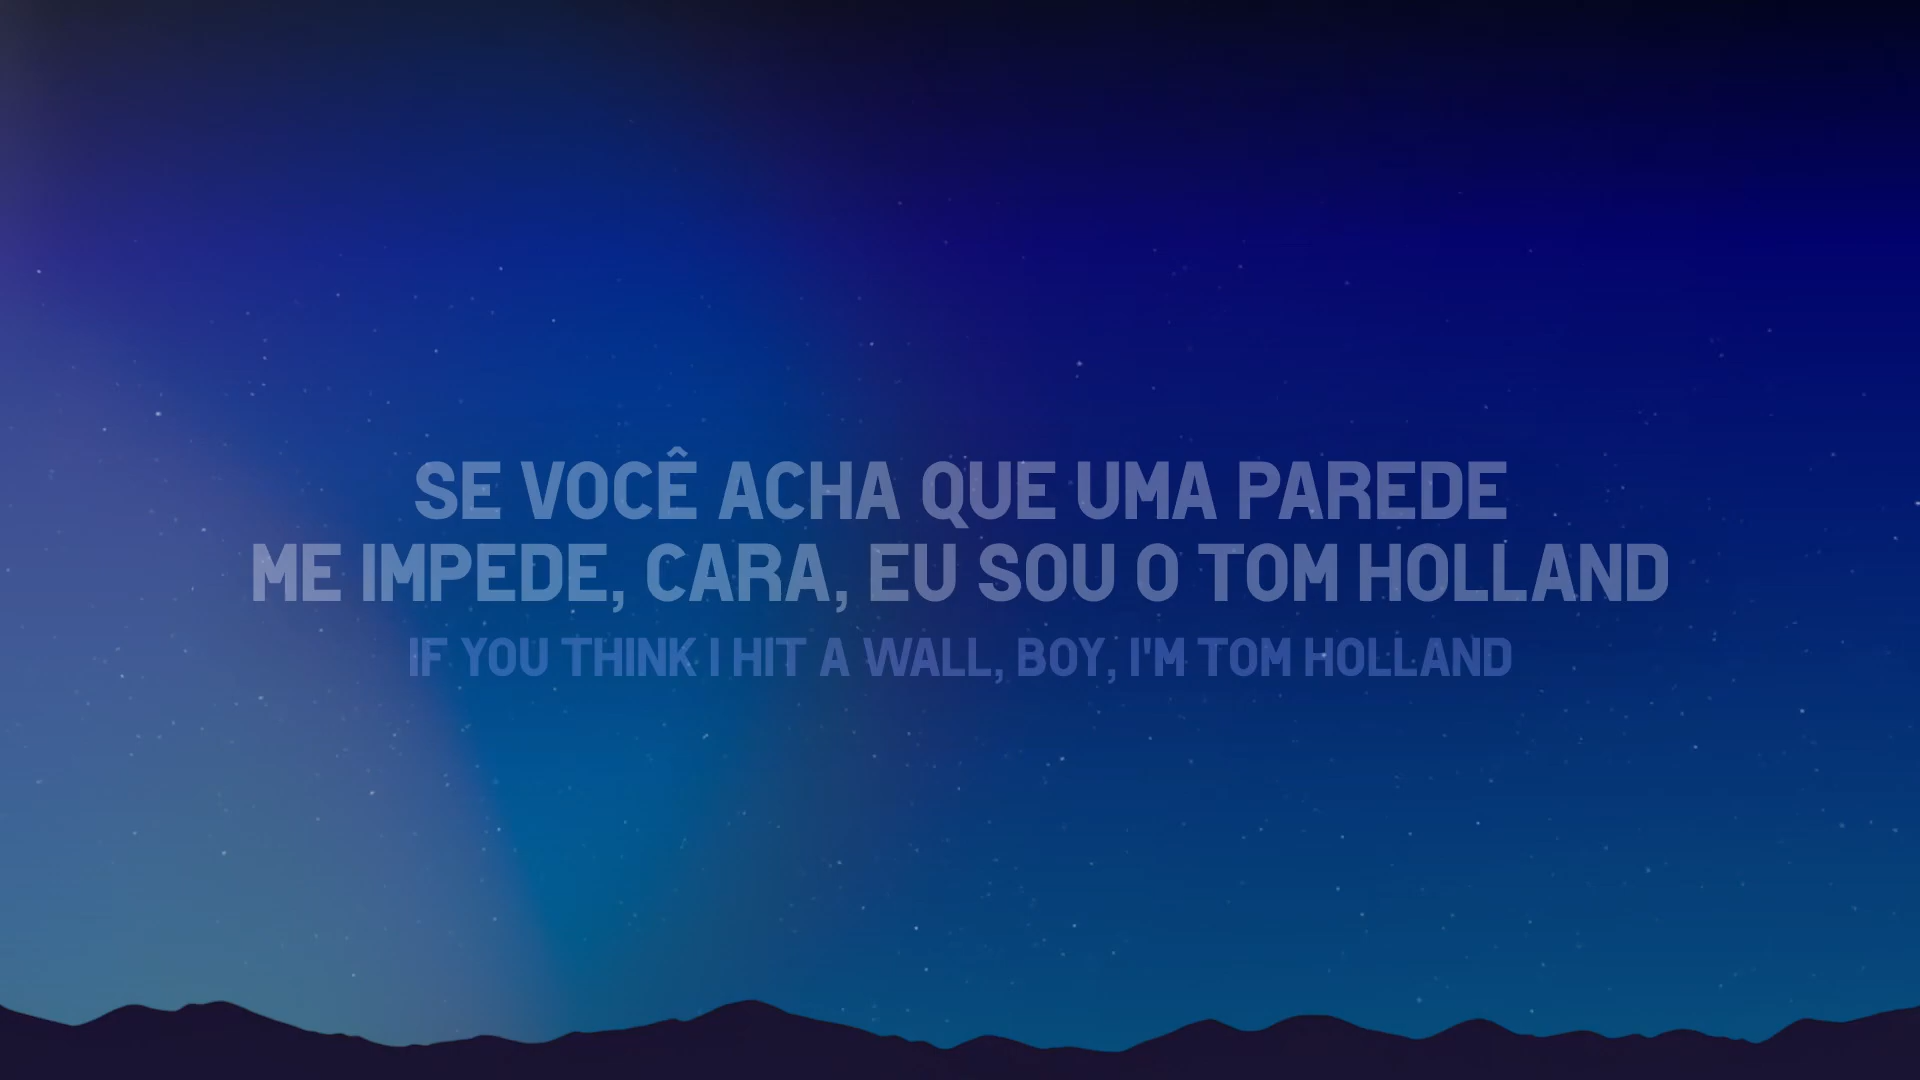 SE VOCÊ ACHA QUE UMA PAREDE
ME IMPEDE, CARA, EU SOU O TOM HOLLAND
IF YOU THINK I HIT A WALL, BOY, I'M TOM HOLLAND